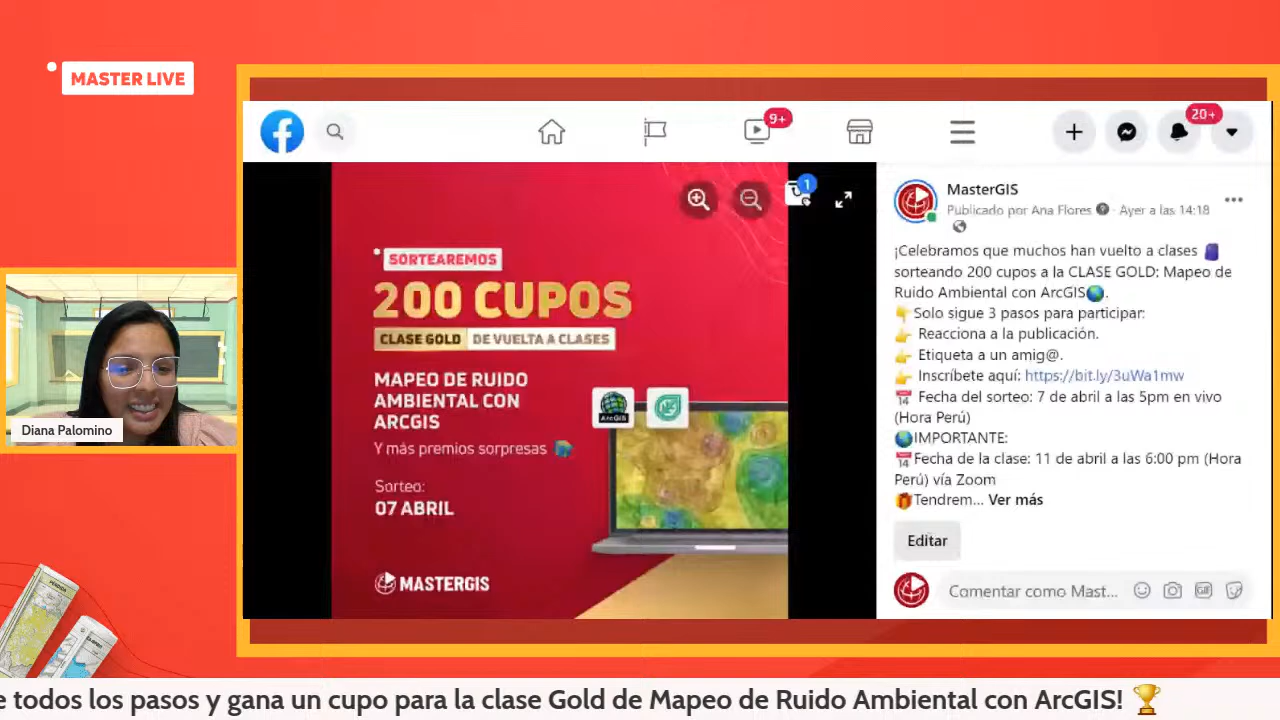 MASTER LIVE
Diana Palomino
9+
20+
1
SORTEAREMOS
200 CUPOS
CLASE GOLD DE VUELTA A CLASES
MAPEO DE RUIDO
AMBIENTAL CON
ARCGIS
Y más premios sorpresas
Sorteo:
07 ABRIL
MASTERGIS
ArcGIS
MasterGIS
Publicado por Ana Flores · Ayer a las 14:18
¡Celebramos que muchos han vuelto a clases
sorteando 200 cupos a la CLASE GOLD: Mapeo de
Ruido Ambiental con ArcGIS.
Solo sigue 3 pasos para participar:
Reacciona a la publicación.
Etiqueta a un amig@.
Inscríbete aquí: https://bit.ly/3uWa1mw
Fecha del sorteo: 7 de abril a las 5pm en vivo
(Hora Perú)
IMPORTANTE:
Fecha de la clase: 11 de abril a las 6:00 pm (Hora
Perú) vía Zoom
Tendrem... Ver más
Editar
Comentar como Mast...
GIF
e todos los pasos y gana un cupo para la clase Gold de Mapeo de Ruido Ambiental con ArcGIS!